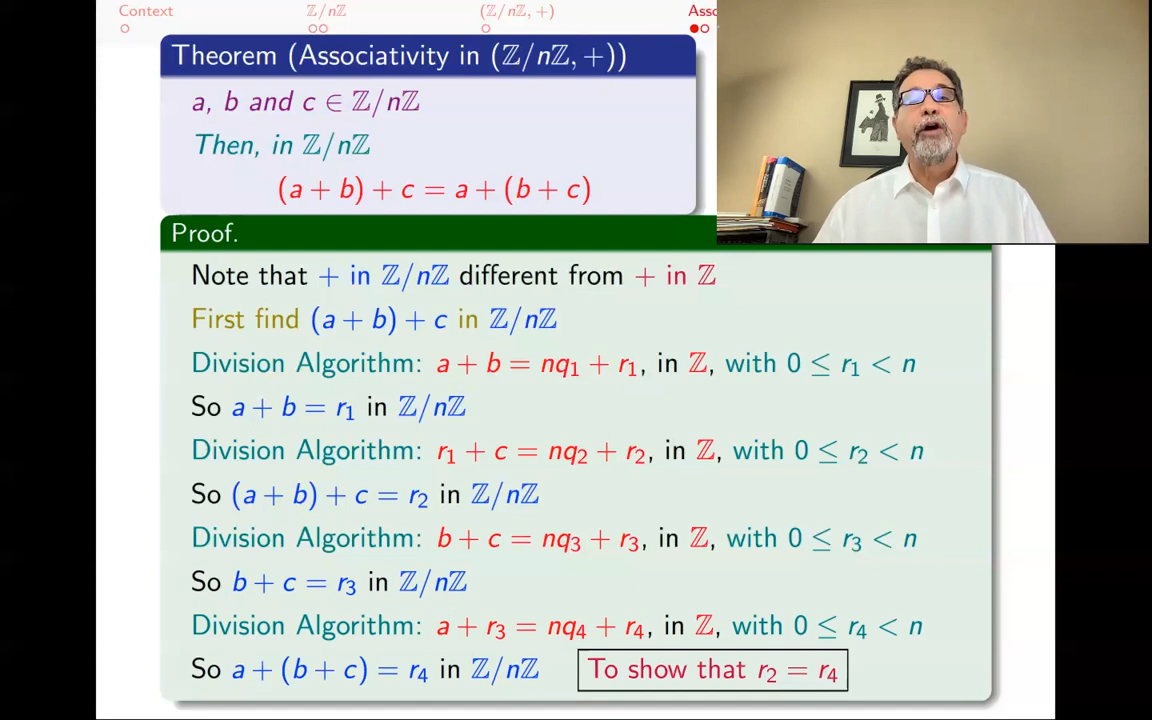 Context
ℤ/nℤ
(ℤ/nℤ, +)
Theorem (Associativity in (ℤ/nℤ, +))
a, b and c ∈ ℤ/nℤ
Then, in ℤ/nℤ
(a + b) + c = a + (b + c)
Proof.
Note that + in ℤ/nℤ different from + in ℤ
First find (a + b) + c in ℤ/nℤ
Division Algorithm: a + b = nq₁ + r₁, in ℤ, with 0 ≤ r₁ < n
So a + b = r₁ in ℤ/nℤ
Division Algorithm: r₁ + c = nq₂ + r₂, in ℤ, with 0 ≤ r₂ < n
So (a + b) + c = r₂ in ℤ/nℤ
Division Algorithm: b + c = nq₃ + r₃, in ℤ, with 0 ≤ r₃ < n
So b + c = r₃ in ℤ/nℤ
Division Algorithm: a + r₃ = nq₄ + r₄, in ℤ, with 0 ≤ r₄ < n
So a + (b + c) = r₄ in ℤ/nℤ To show that r₂ = r₄